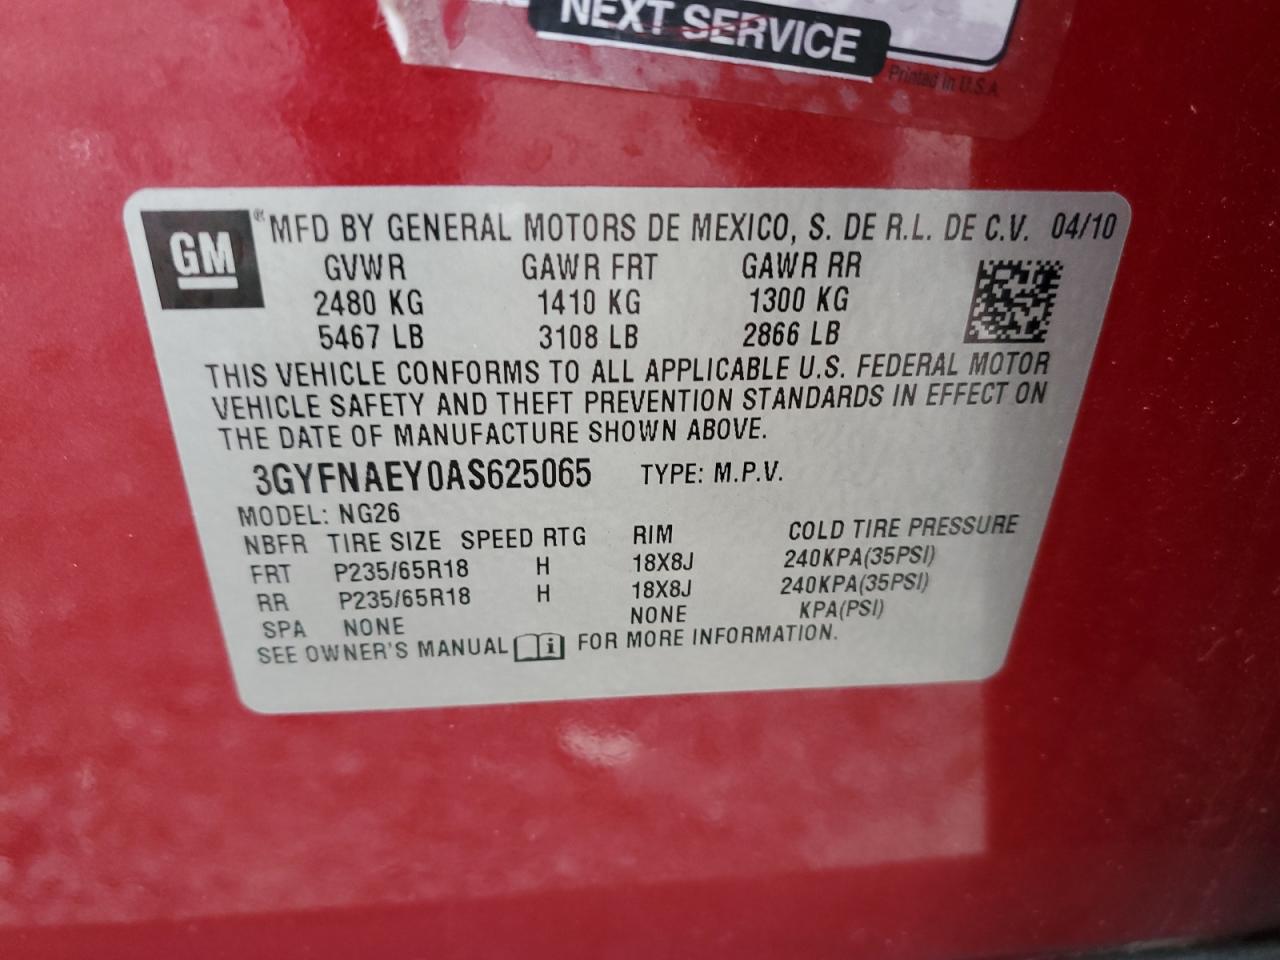 NEXT SERVICE
Printed in U.S.A
GM
® MFD BY GENERAL MOTORS DE MEXICO, S. DE R.L. DE C.V. 04/10
GVWR GAWR FRT GAWR RR
2480 KG 1410 KG 1300 KG
5467 LB 3108 LB 2866 LB
THIS VEHICLE CONFORMS TO ALL APPLICABLE U.S. FEDERAL MOTOR
VEHICLE SAFETY AND THEFT PREVENTION STANDARDS IN EFFECT ON
THE DATE OF MANUFACTURE SHOWN ABOVE.
3GYFNAEY0AS625065 TYPE: M.P.V.
MODEL: NG26
NBFR TIRE SIZE SPEED RTG RIM COLD TIRE PRESSURE
FRT P235/65R18 H 18X8J 240KPA(35PSI)
RR P235/65R18 H 18X8J 240KPA(35PSI)
SPA NONE NONE KPA(PSI)
SEE OWNER'S MANUAL i FOR MORE INFORMATION.